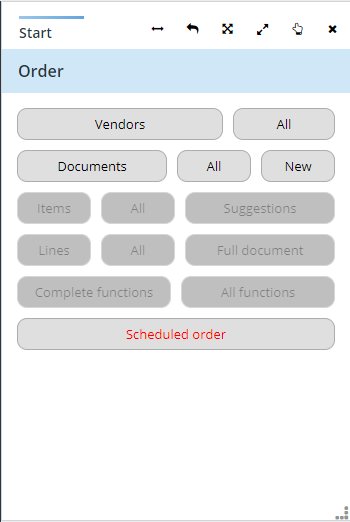 Start
Order
Vendors All
Documents All New
Items All Suggestions
Lines All Full document
Complete functions All functions
Scheduled order